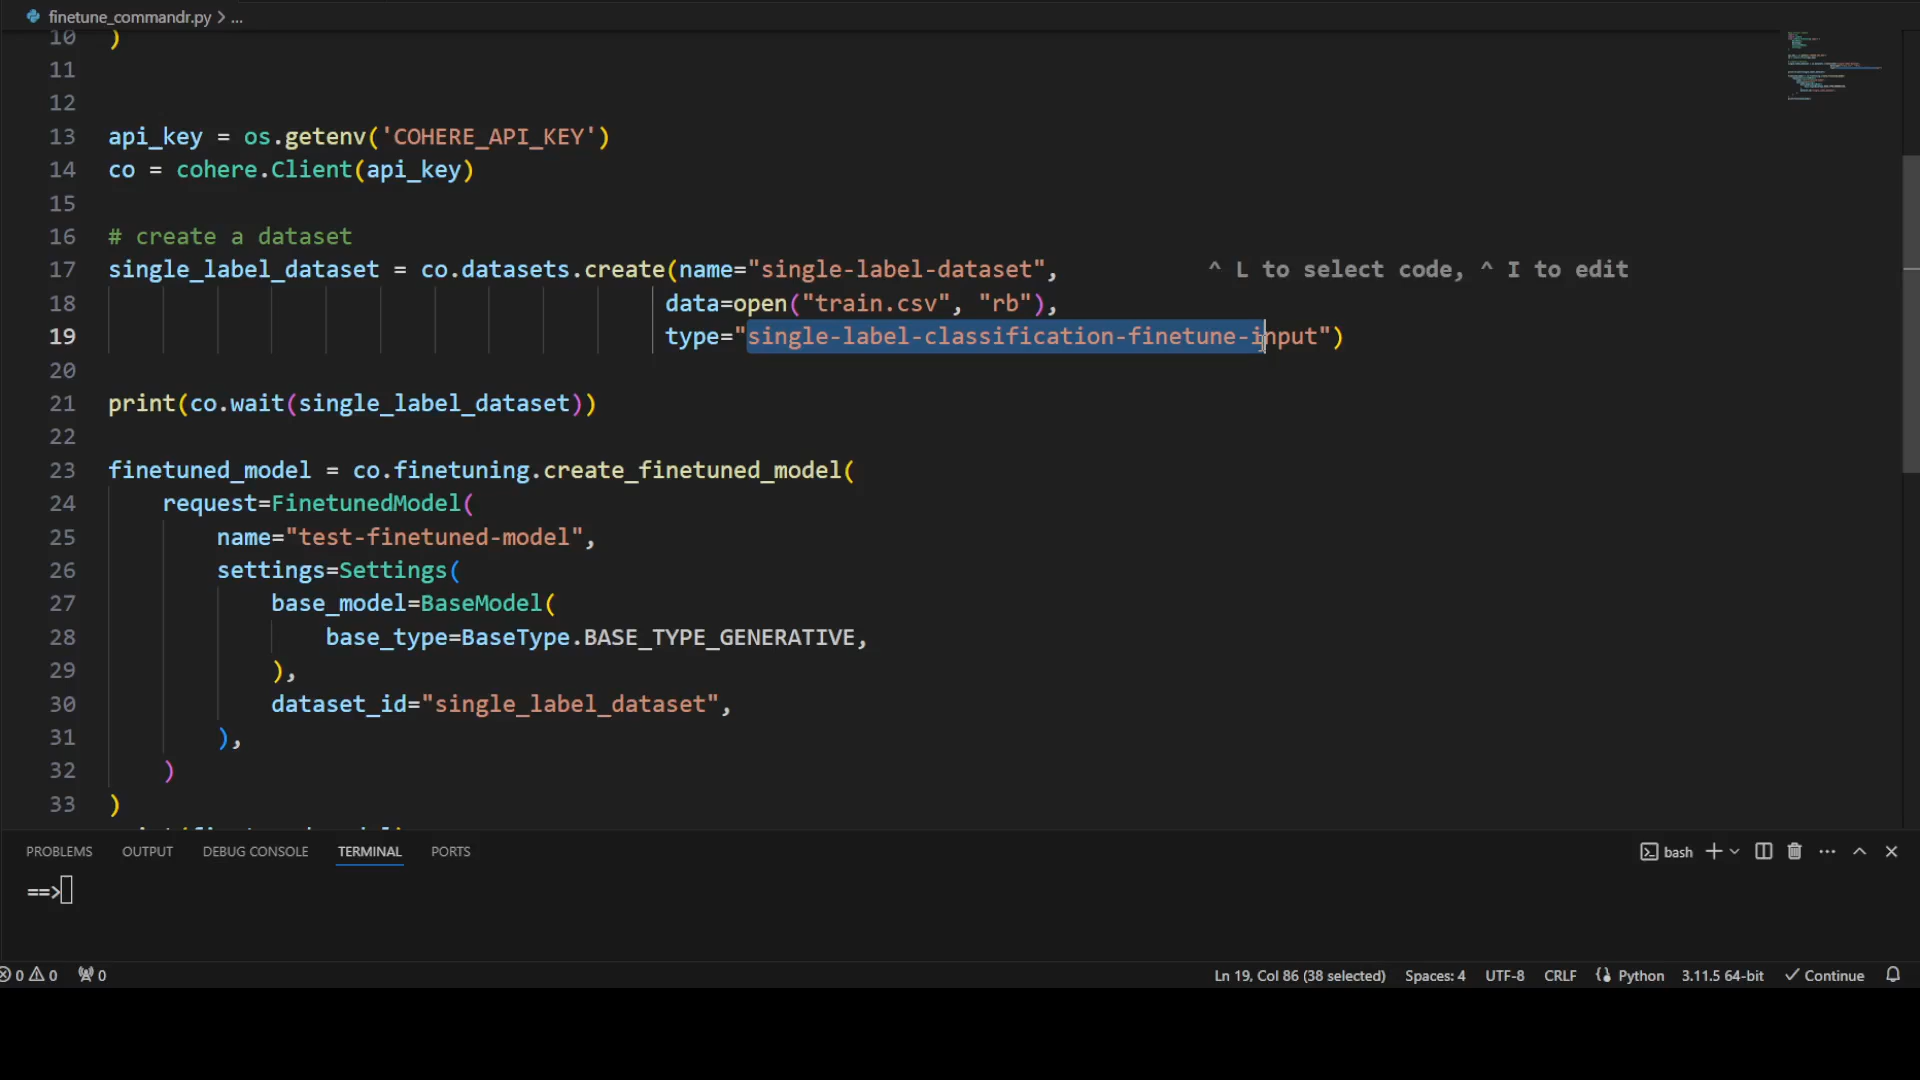 finetune_commandr.py > ...
10 )
11
12
13 api_key = os.getenv('COHERE_API_KEY')
14 co = cohere.Client(api_key)
15
16 # create a dataset
17 single_label_dataset = co.datasets.create(name="single-label-dataset", ^ L to select code, ^ I to edit
18 data=open("train.csv", "rb"),
19 type="single-label-classification-finetune-input")
20
21 print(co.wait(single_label_dataset))
22
23 finetuned_model = co.finetuning.create_finetuned_model(
24 request=FinetunedModel(
25 name="test-finetuned-model",
26 settings=Settings(
27 base_model=BaseModel(
28 base_type=BaseType.BASE_TYPE_GENERATIVE,
29 ),
30 dataset_id="single_label_dataset",
31 ),
32 )
33 )
PROBLEMS OUTPUT DEBUG CONSOLE TERMINAL PORTS bash
==>
0 0 0 Ln 19, Col 86 (38 selected) Spaces: 4 UTF-8 CRLF Python 3.11.5 64-bit Continue